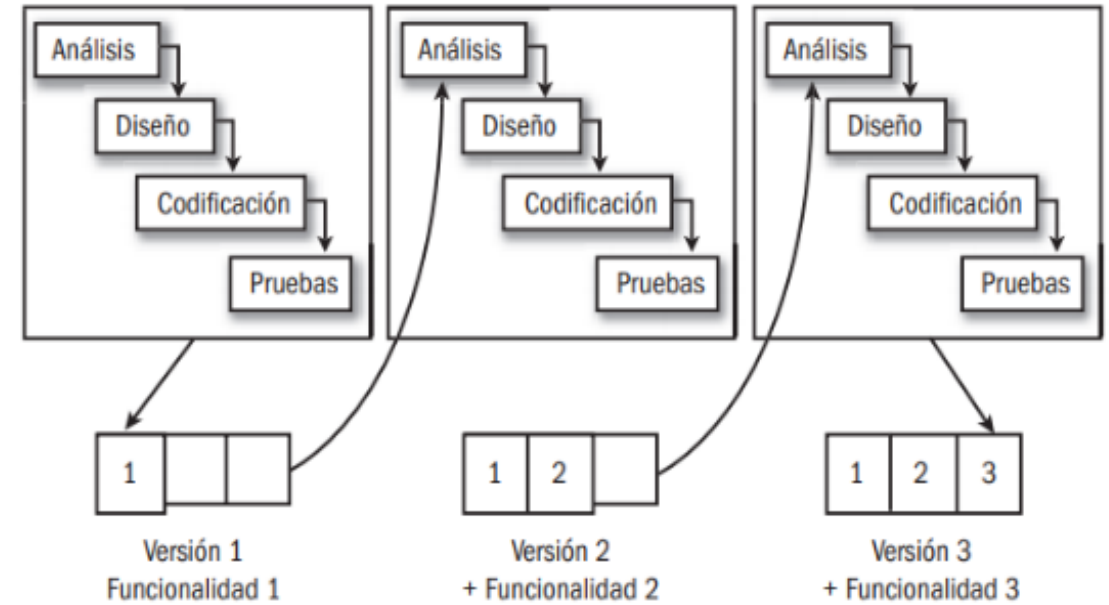 Análisis
Diseño
Codificación
Pruebas
Análisis
Diseño
Codificación
Pruebas
Análisis
Diseño
Codificación
Pruebas
1
1 2
1 2 3
Versión 1
Funcionalidad 1
Versión 2
+ Funcionalidad 2
Versión 3
+ Funcionalidad 3